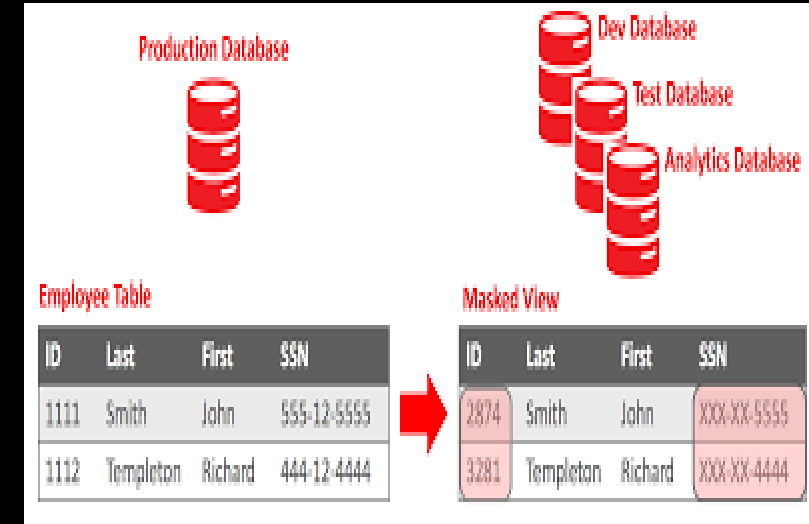 Production Database
Dev Database
Test Database
Analytics Database
Employee Table
ID Last First SSN
1111 Smith John 555-12-5555
1112 Templeton Richard 444-12-4444
Masked View
ID Last First SSN
2874 Smith John XXX-XX-5555
3281 Templeton Richard XXX-XX-4444